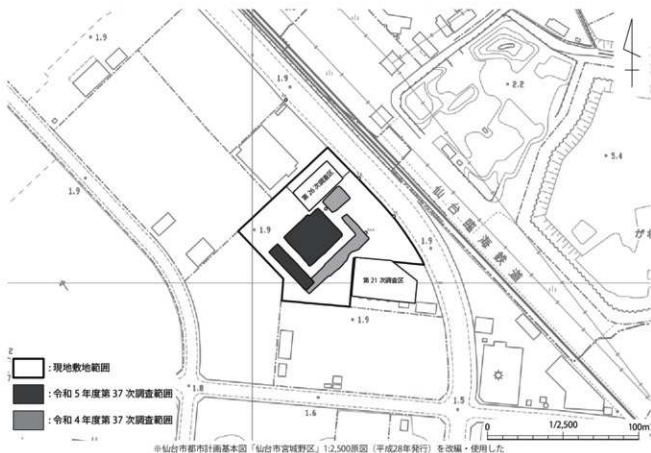 1.9
1.9
2.2
5.4
1.9
第26次調査区
1.9
1.9
仙台臨海鉄道
第21次調査区
1.9
:現地敷地範囲
:令和5年度第37次調査範囲
:令和4年度第37次調査範囲
1.8
1.6
1.5
0
1/2,500
100m
※仙台市都市計画基本図「仙台市宮城野区」1:2,500原図(平成28年発行)を改編・使用した